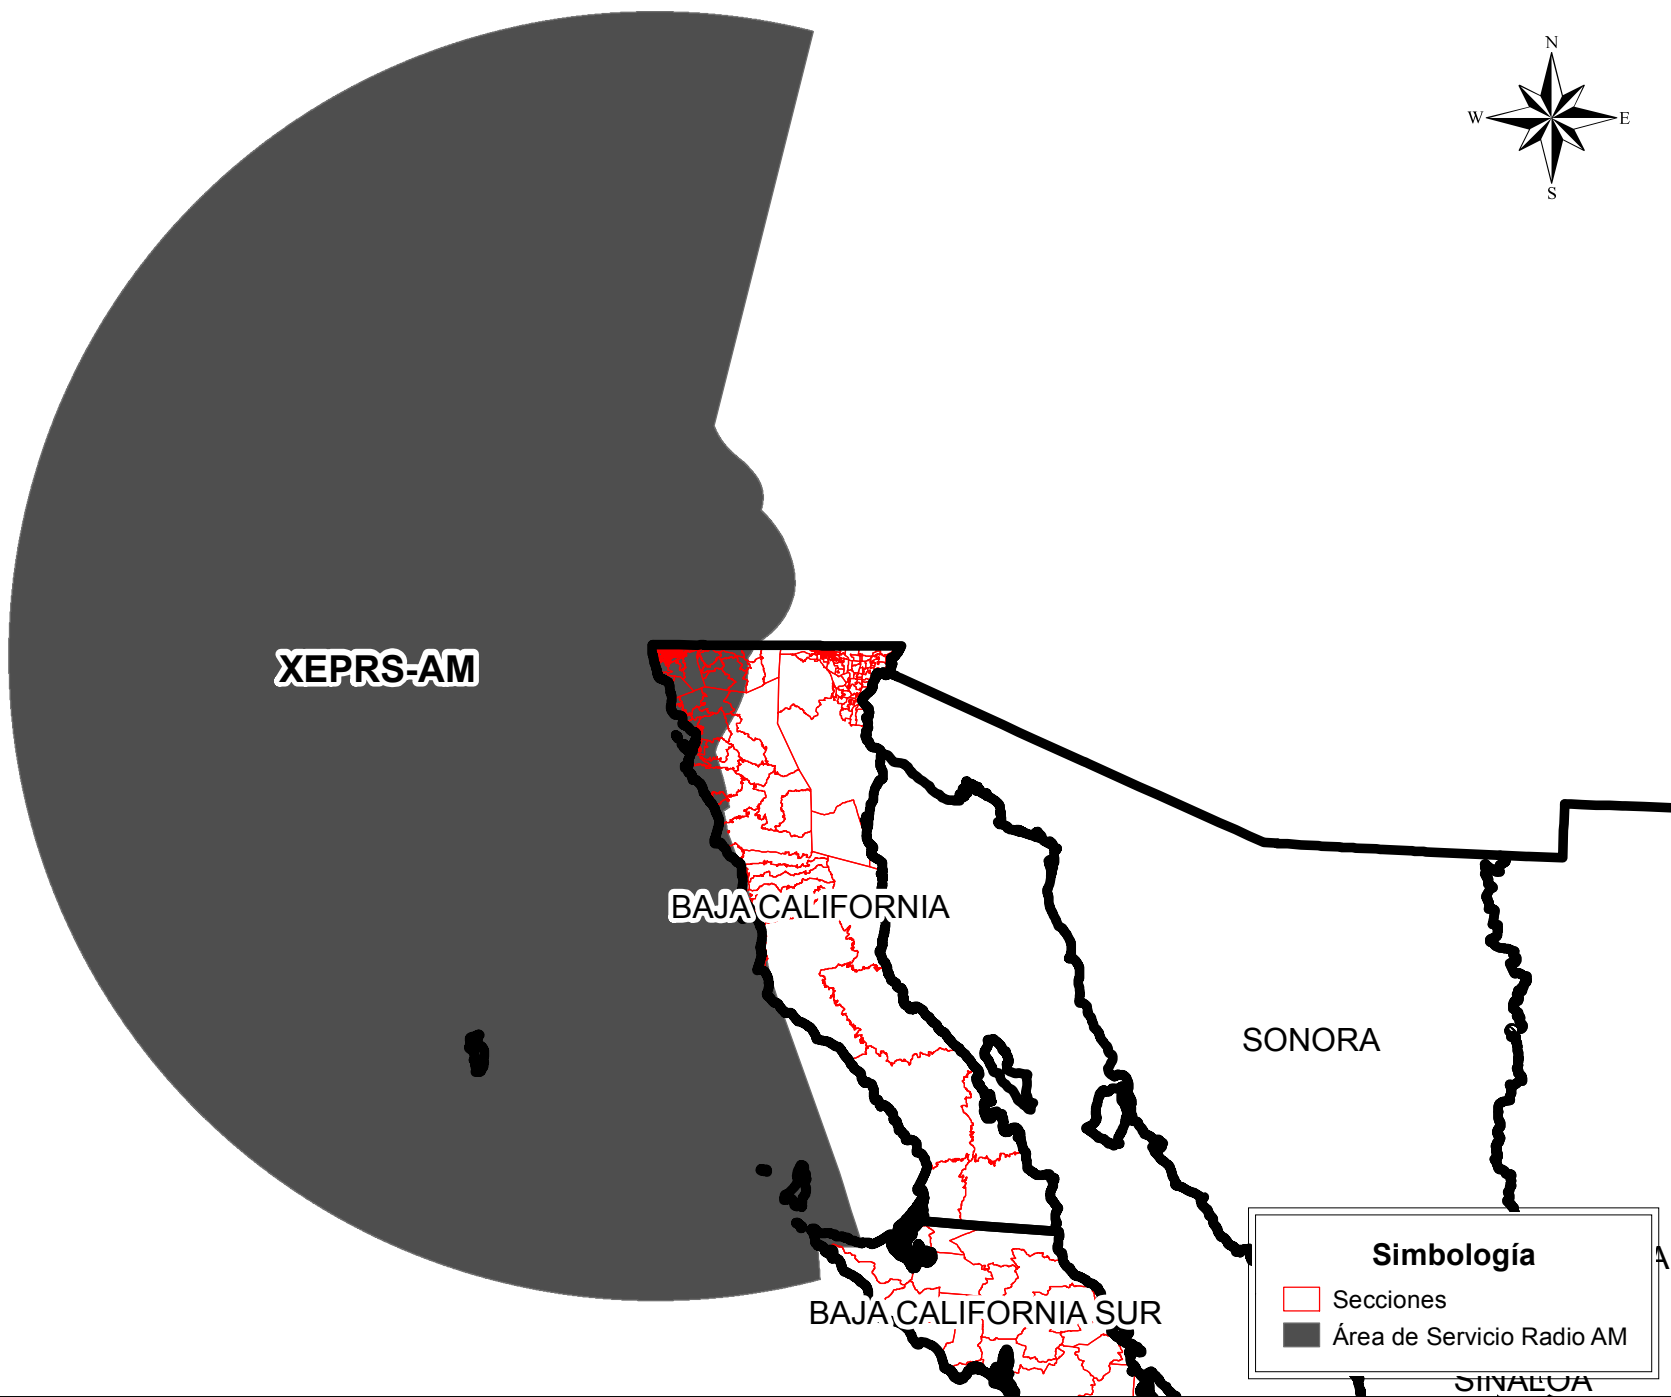 N
W E
S
XEPRS-AM
BAJA CALIFORNIA
SONORA
BAJA CALIFORNIA SUR
Simbología
Secciones
Área de Servicio Radio AM
A
SINALOA